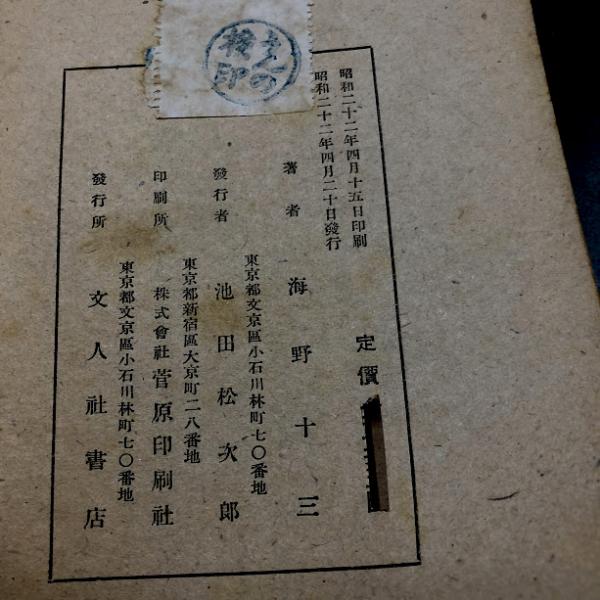 昭和二十二年四月十五日印刷
昭和二十二年四月二十日發行
定價
著者 海野十三
東京都文京區小石川林町七〇番地
發行者 池田松次郎
東京都新宿區大京町二八番地
印刷所 株式會社菅原印刷社
東京都文京區小石川林町七〇番地
發行所 文人社書店